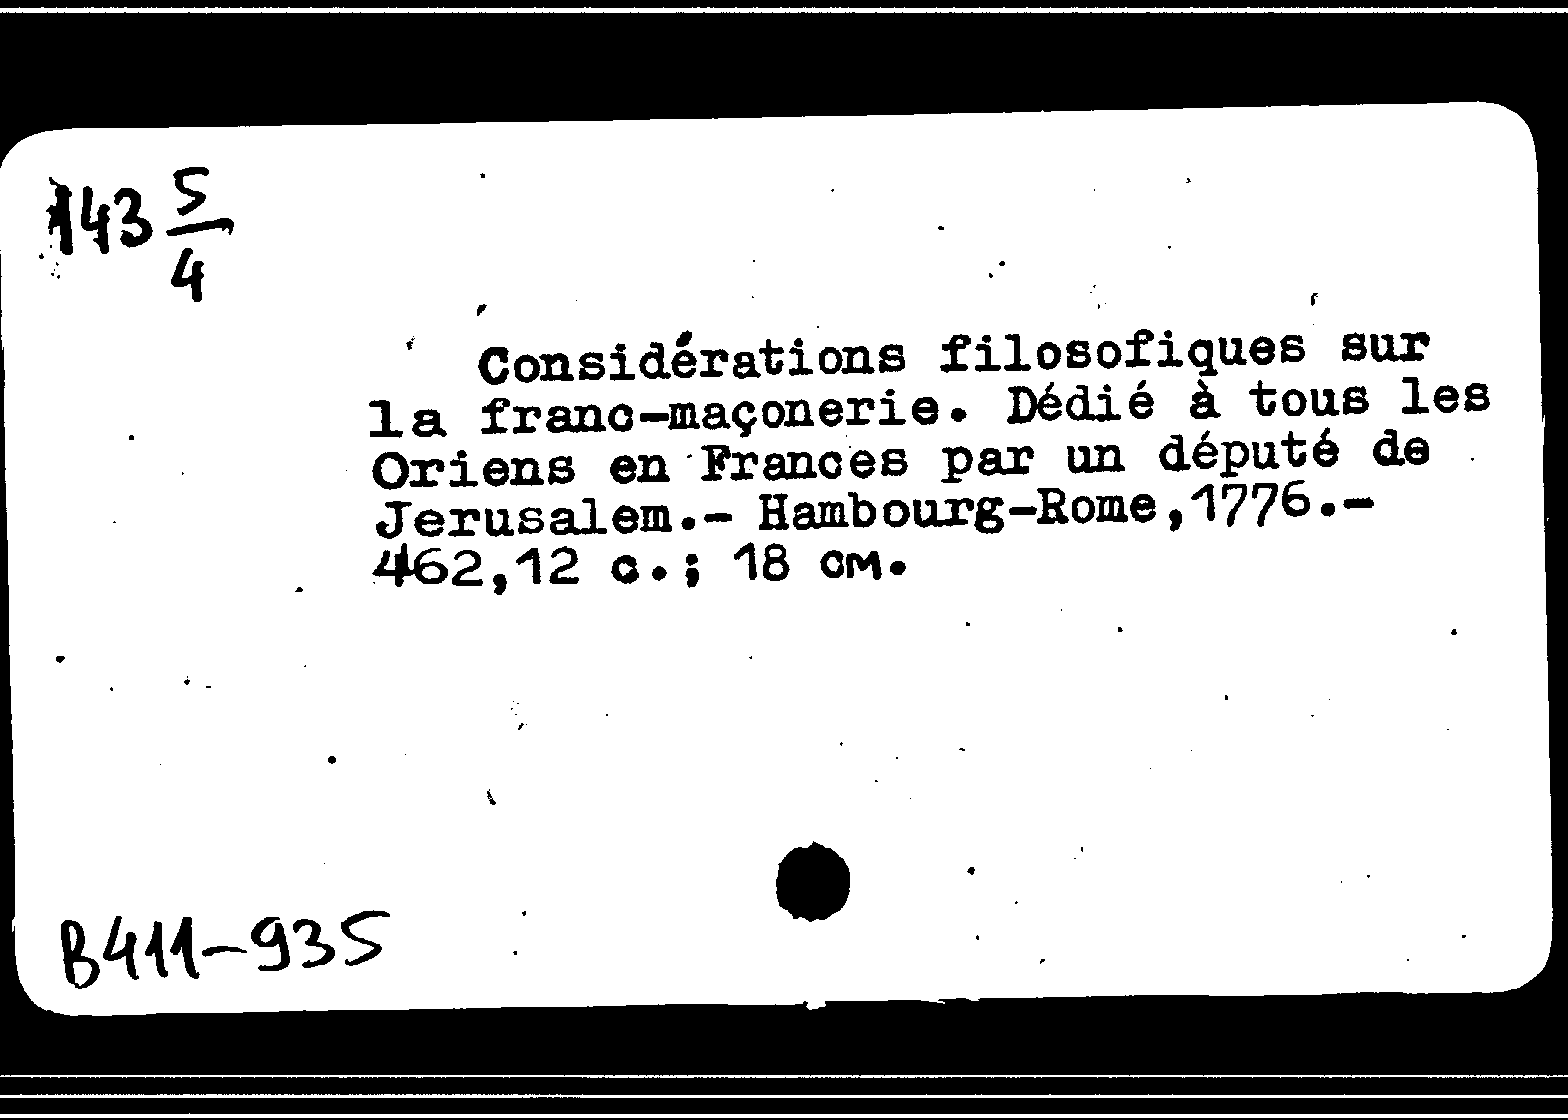 143 5/4
Considérations filosofiques sur
la franc-maçonerie. Dédié à tous les
Oriens en Frances par un député de
Jerusalem.- Hambourg-Rome,1776.-
462,12 с.; 18 см.
В411-935